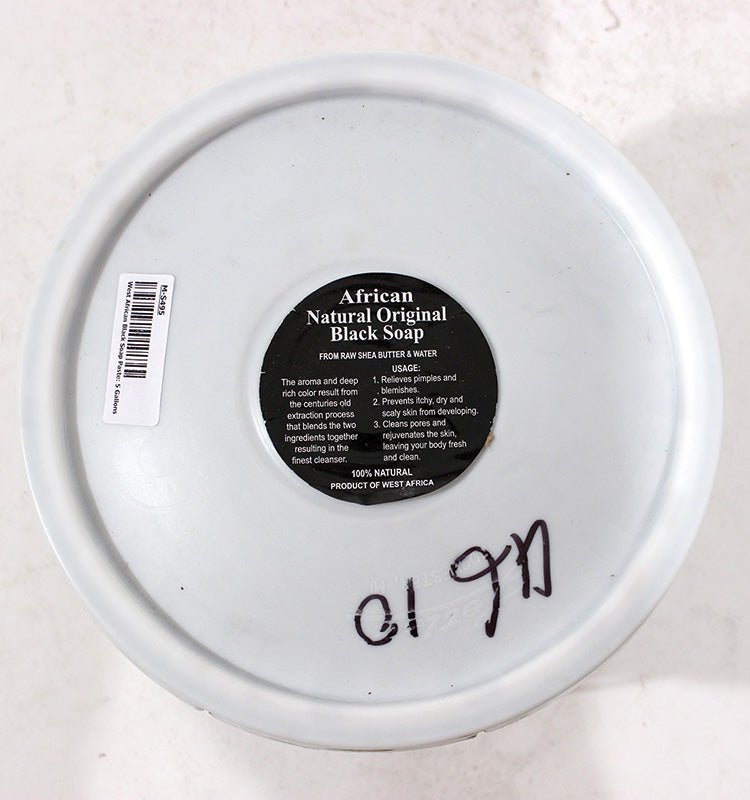 African
Natural Original
Black Soap
FROM RAW SHEA BUTTER & WATER
The aroma and deep
rich color result from
the centuries old
extraction process
that blends the two
ingredients together
resulting in the
finest cleanser.
USAGE:
1. Relieves pimples and
blemishes.
2. Prevents itchy, dry and
scaly skin from developing.
3. Cleans pores and
rejuvenates the skin,
leaving your body fresh
and clean.
100% NATURAL
PRODUCT OF WEST AFRICA
M-S495
West African Black Soap Paste: 5 Gallons